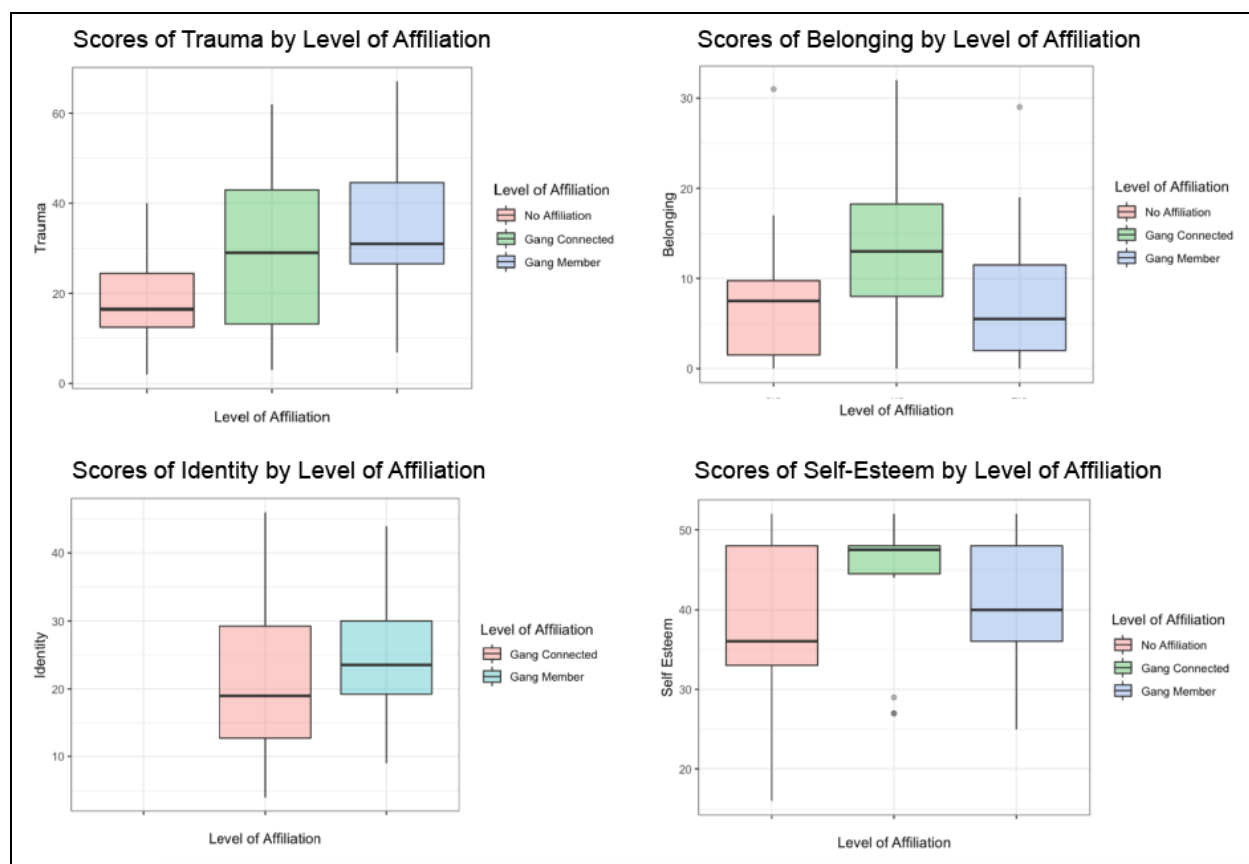 Scores of Trauma by Level of Affiliation
60
40
20
0
Trauma
Level of Affiliation
Level of Affiliation
No Affiliation
Gang Connected
Gang Member
Scores of Belonging by Level of Affiliation
30
20
10
0
Belonging
Level of Affiliation
Level of Affiliation
No Affiliation
Gang Connected
Gang Member
Scores of Identity by Level of Affiliation
40
30
20
10
Identity
Level of Affiliation
Level of Affiliation
Gang Connected
Gang Member
Scores of Self-Esteem by Level of Affiliation
50
40
30
20
Self Esteem
Level of Affiliation
Level of Affiliation
No Affiliation
Gang Connected
Gang Member